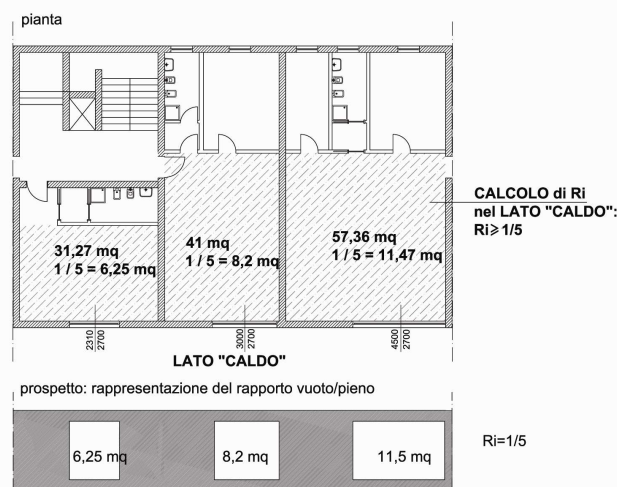 pianta
CALCOLO di Ri
nel LATO "CALDO":
Ri⩾1/5
31,27 mq
1 / 5 = 6,25 mq
41 mq
1 / 5 = 8,2 mq
57,36 mq
1 / 5 = 11,47 mq
2310
2700
3000
2700
4500
2700
LATO "CALDO"
prospetto: rappresentazione del rapporto vuoto/pieno
6,25 mq
8,2 mq
11,5 mq
Ri=1/5